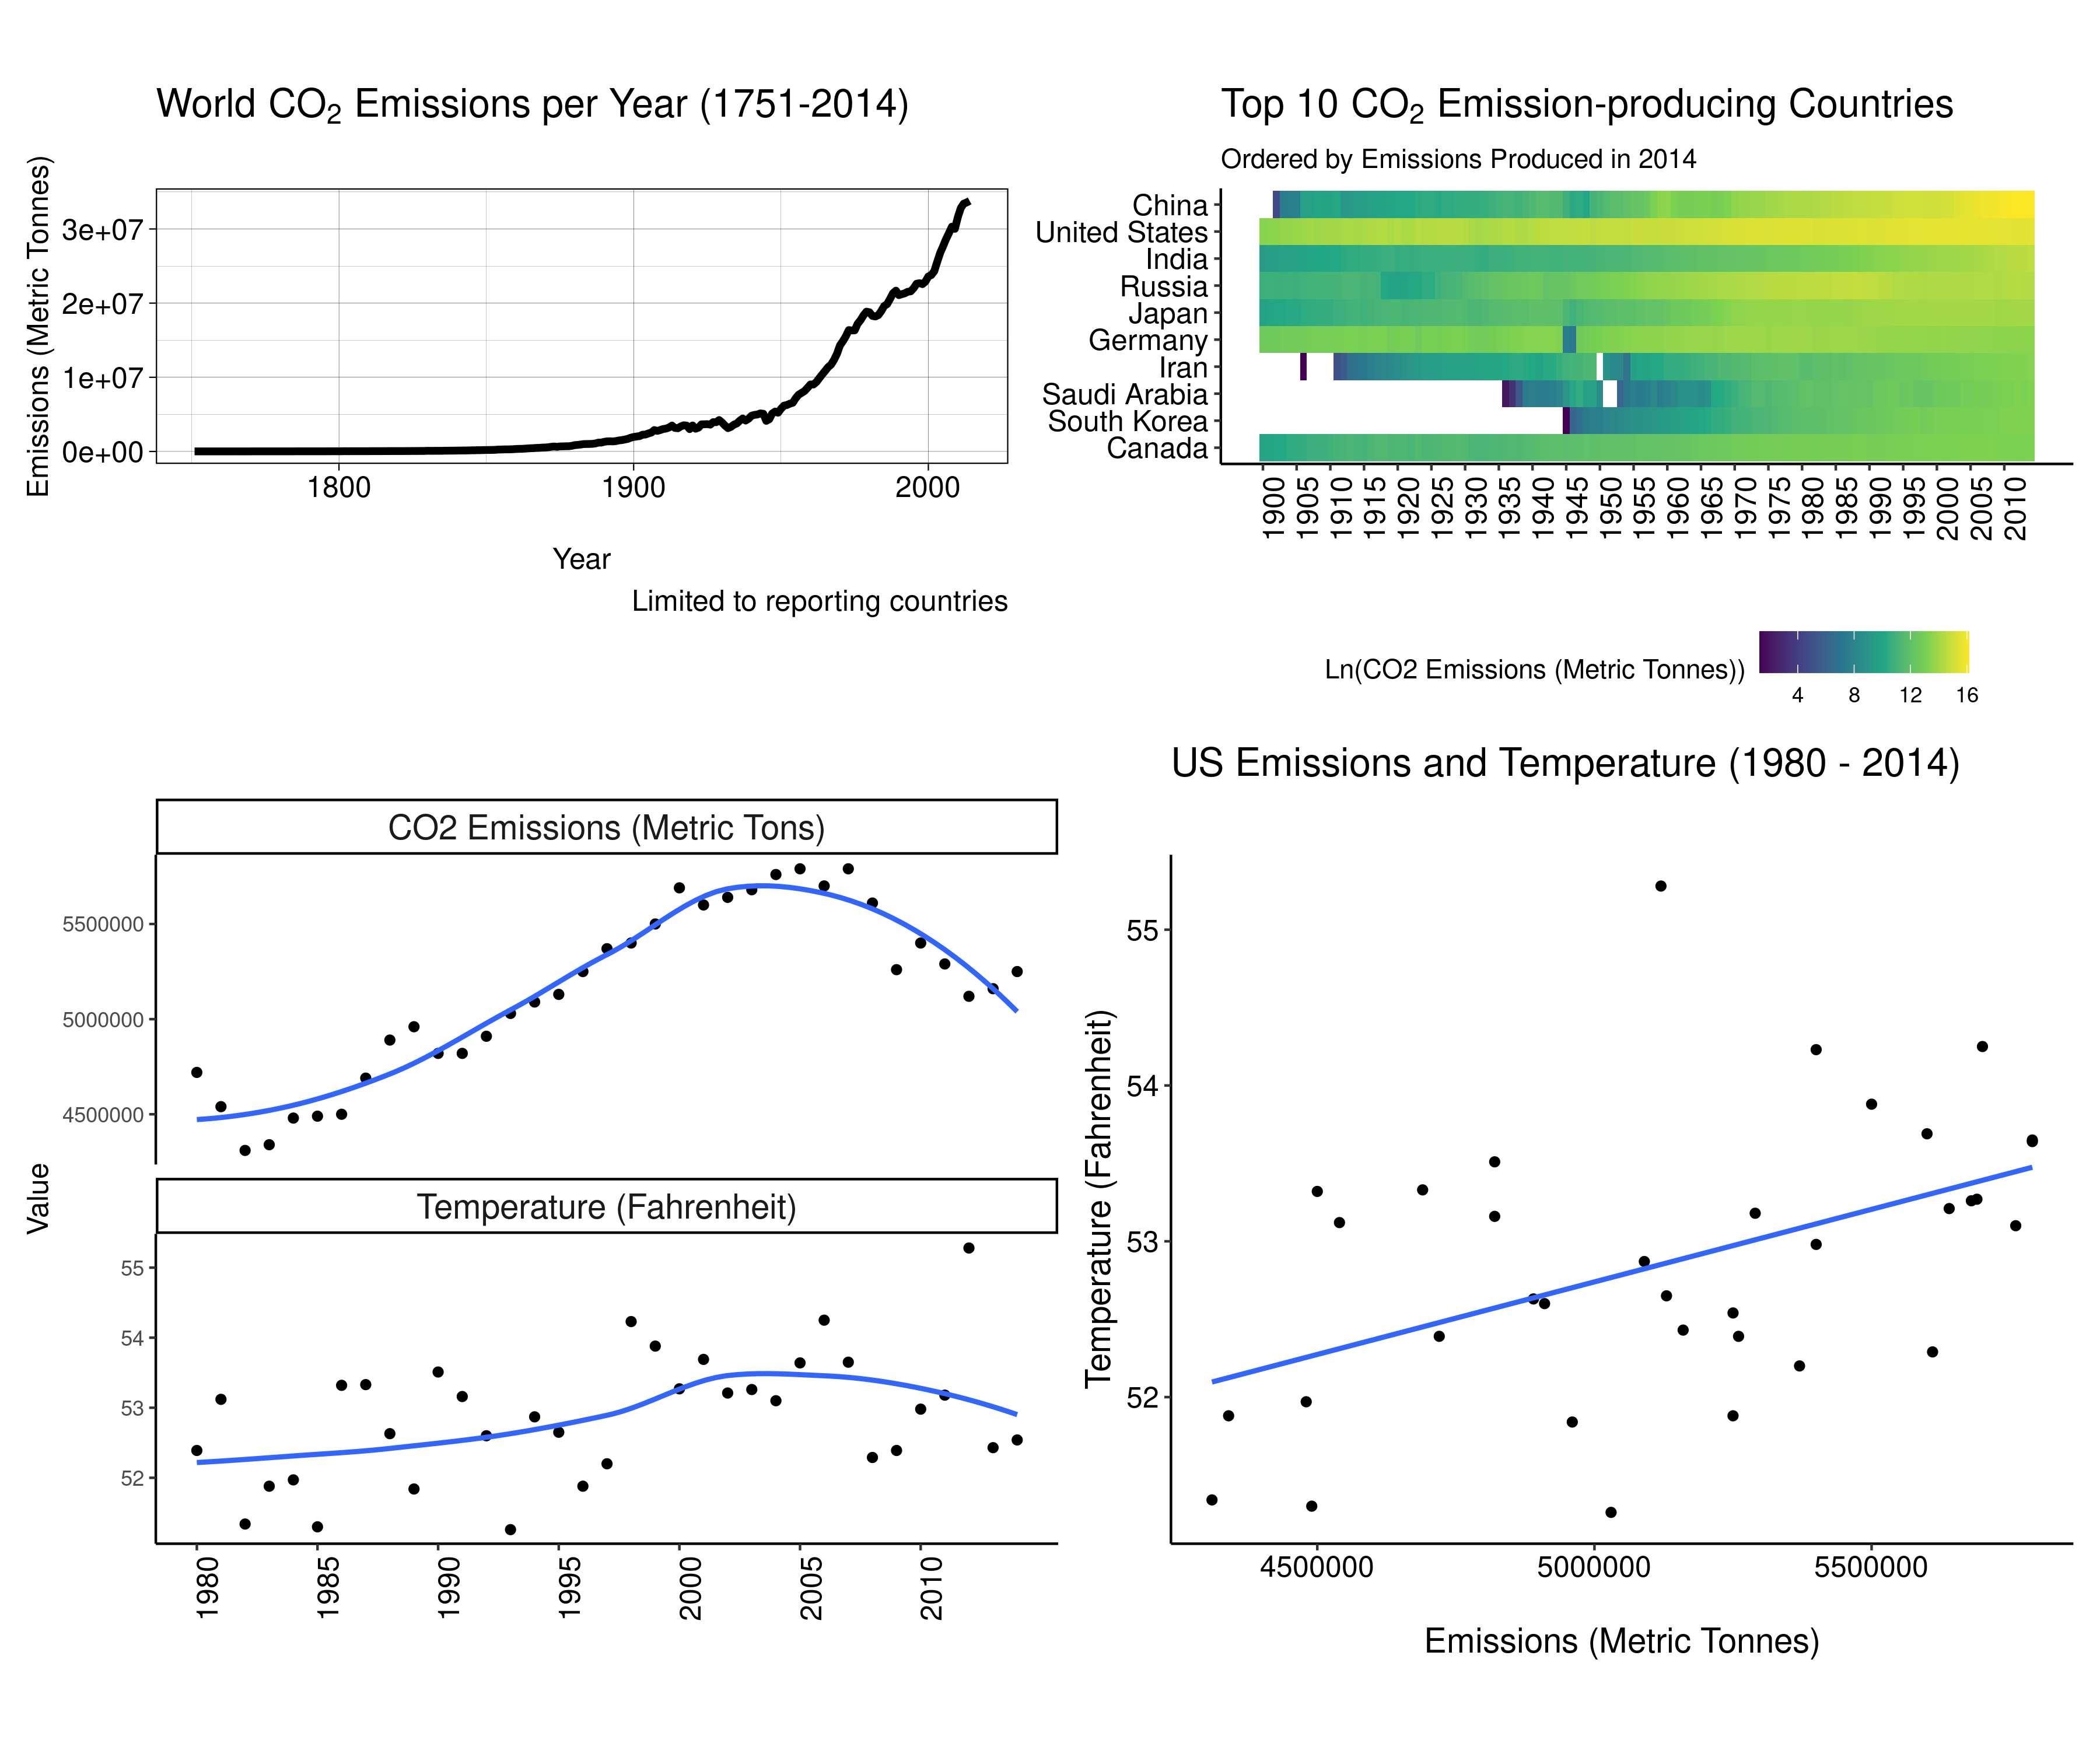 World CO₂ Emissions per Year (1751-2014)
Emissions (Metric Tonnes)
3e+07
2e+07
1e+07
0e+00
1800 1900 2000
Year
Limited to reporting countries
Top 10 CO₂ Emission-producing Countries
Ordered by Emissions Produced in 2014
China
United States
India
Russia
Japan
Germany
Iran
Saudi Arabia
South Korea
Canada
1900 1905 1910 1915 1920 1925 1930 1935 1940 1945 1950 1955 1960 1965 1970 1975 1980 1985 1990 1995 2000 2005 2010
Ln(CO2 Emissions (Metric Tonnes))
4 8 12 16
CO2 Emissions (Metric Tons)
5500000
5000000
4500000
Value
Temperature (Fahrenheit)
55
54
53
52
1980 1985 1990 1995 2000 2005 2010
US Emissions and Temperature (1980 - 2014)
Temperature (Fahrenheit)
55
54
53
52
4500000 5000000 5500000
Emissions (Metric Tonnes)